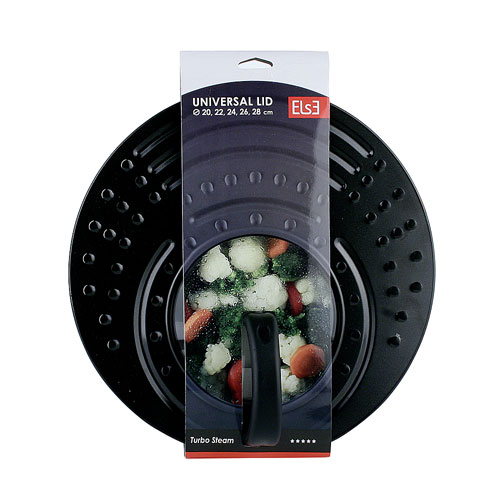 UNIVERSAL LID
⌀ 20, 22, 24, 26, 28 cm
ELSE
Turbo Steam
★★★★★